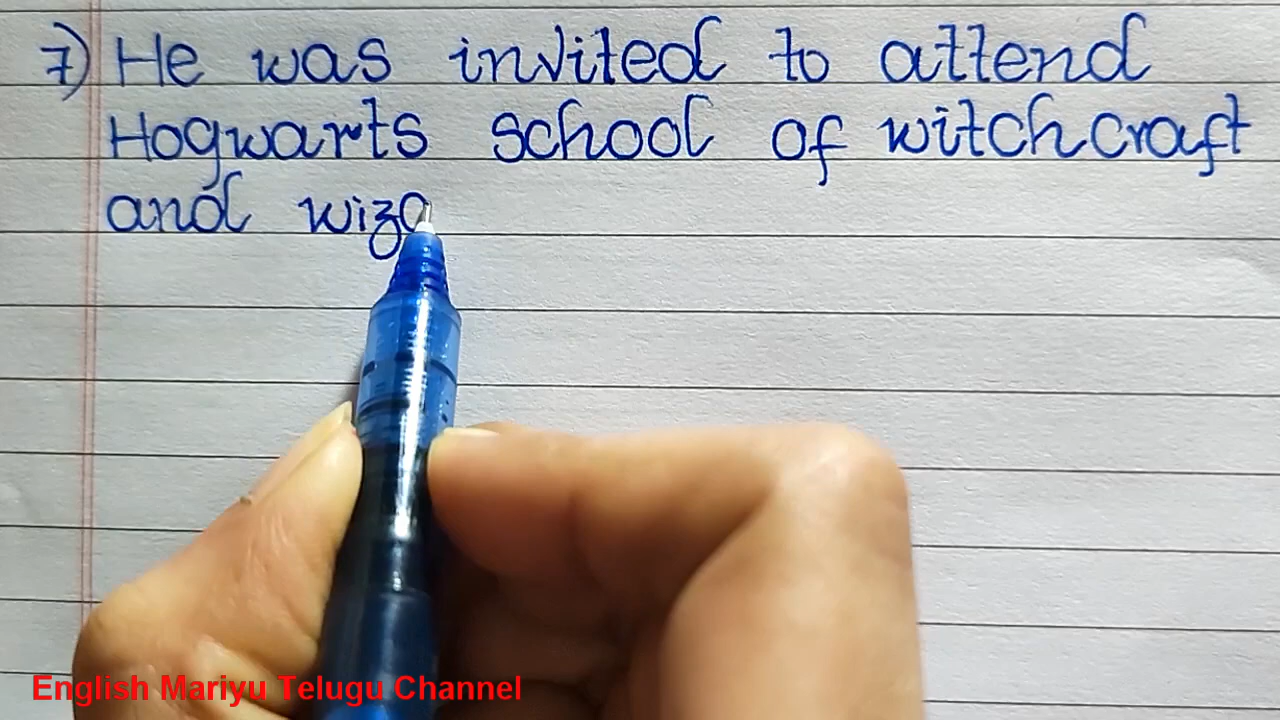 7) He was invited to attend
Hogwarts school of witchcraft
and wiza
English Mariyu Telugu Channel